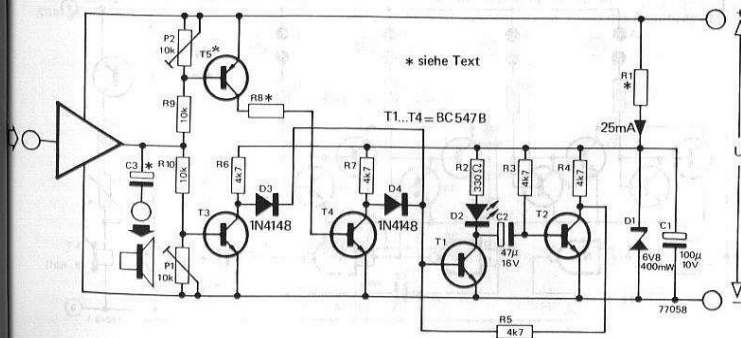 P2
10k
T5*
* siehe Text
R8*
R1
*
R9
10k
T1...T4 = BC547B
25mA
U
C3
*
R10
10k
R6
4k7
D3
1N4148
R7
4k7
D4
1N4148
R2
330Ω
R3
4k7
R4
4k7
T3
T4
D2
C2
47µ
16V
T2
T1
D1
6V8
400mW
C1
100µ
10V
P1
10k
R5
4k7
77058